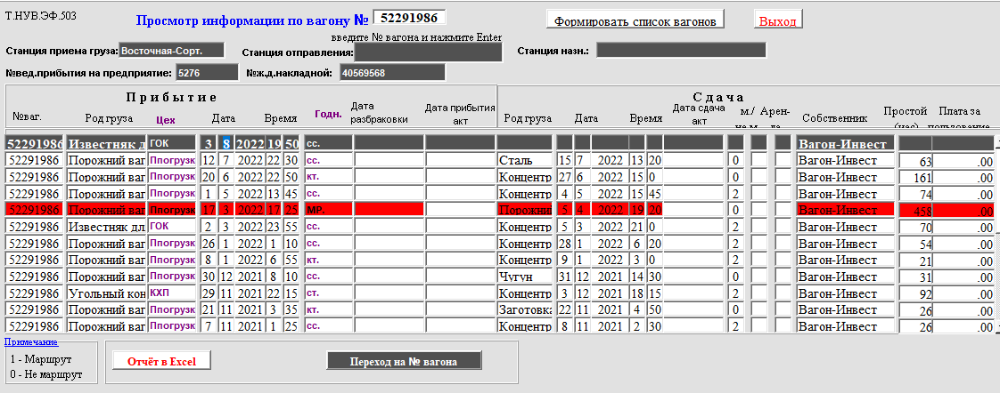 Т.НУВ.ЭФ.503
Просмотр информации по вагону № 52291986 Формировать список вагонов Выход
введите № вагона и нажмите Enter
Станция приема груза: Восточная-Сорт. Станция отправления: Станция назн.:
№вед.прибытия на предприятие: 5276 №ж.д.накладной: 40569568
Прибытие Сдача
№ваг. Род груза Цех Дата Время Годн. Дата разбраковки Дата прибытия акт Род груза Дата Время Дата сдача акт м./ не м Арен- да Собственник Простой (час) Плата за пользование
52291986 Известняк д ГОК 3 8 2022 19 50 сс. Вагон-Инвест
52291986 Порожний ваг Ппогрузк 12 7 2022 22 30 сс. Сталь 15 7 2022 13 20 0 Вагон-Инвест 63 .00
52291986 Порожний ваг Ппогрузк 20 6 2022 22 50 кт. Концентр 27 6 2022 15 0 0 Вагон-Инвест 161 .00
52291986 Порожний ваг Ппогрузк 1 5 2022 13 45 сс. Концентр 4 5 2022 15 45 2 Вагон-Инвест 74 .00
52291986 Порожний ваг Ппогрузк 17 3 2022 17 25 МР. Порожний 5 4 2022 19 20 0 Вагон-Инвест 458 .00
52291986 Известняк дл ГОК 2 3 2022 23 55 сс. Концентр 5 3 2022 21 0 2 Вагон-Инвест 70 .00
52291986 Порожний ваг Ппогрузк 26 1 2022 1 10 сс. Концентр 28 1 2022 6 20 2 Вагон-Инвест 54 .00
52291986 Порожний ваг Ппогрузк 8 1 2022 6 55 кт. Концентр 9 1 2022 3 0 2 Вагон-Инвест 21 .00
52291986 Порожний ваг Ппогрузк 30 12 2021 8 10 сс. Чугун 31 12 2021 14 30 0 Вагон-Инвест 31 .00
52291986 Угольный кон КХП 29 11 2021 22 15 ст. Концентр 3 12 2021 18 15 2 Вагон-Инвест 92 .00
52291986 Порожний ваг Ппогрузк 21 11 2021 3 35 кт. Заготовка 22 11 2021 4 50 0 Вагон-Инвест 26 .00
52291986 Порожний ваг Ппогрузк 7 11 2021 1 25 сс. Концентр 8 11 2021 2 30 2 Вагон-Инвест 26 .00
Примечание
1 - Маршрут
0 - Не маршрут
Отчёт в Excel Переход на № вагона